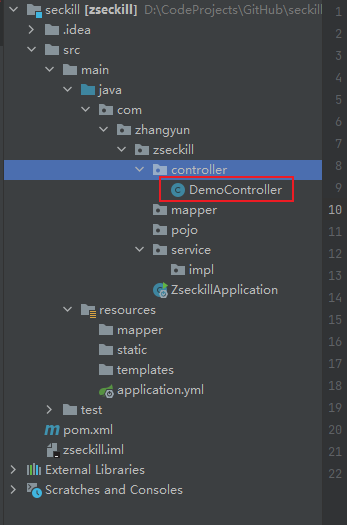 seckill [zseckill] D:\CodeProjects\GitHub\seckill
1
.idea
2
src
3
main
4
java
5
com
6
zhangyun
7
zseckill
8
controller
9
DemoController
10
mapper
11
pojo
12
service
13
impl
14
ZseckillApplication
15
resources
16
mapper
17
static
18
templates
19
application.yml
20
test
21
pom.xml
22
zseckill.iml
External Libraries
Scratches and Consoles